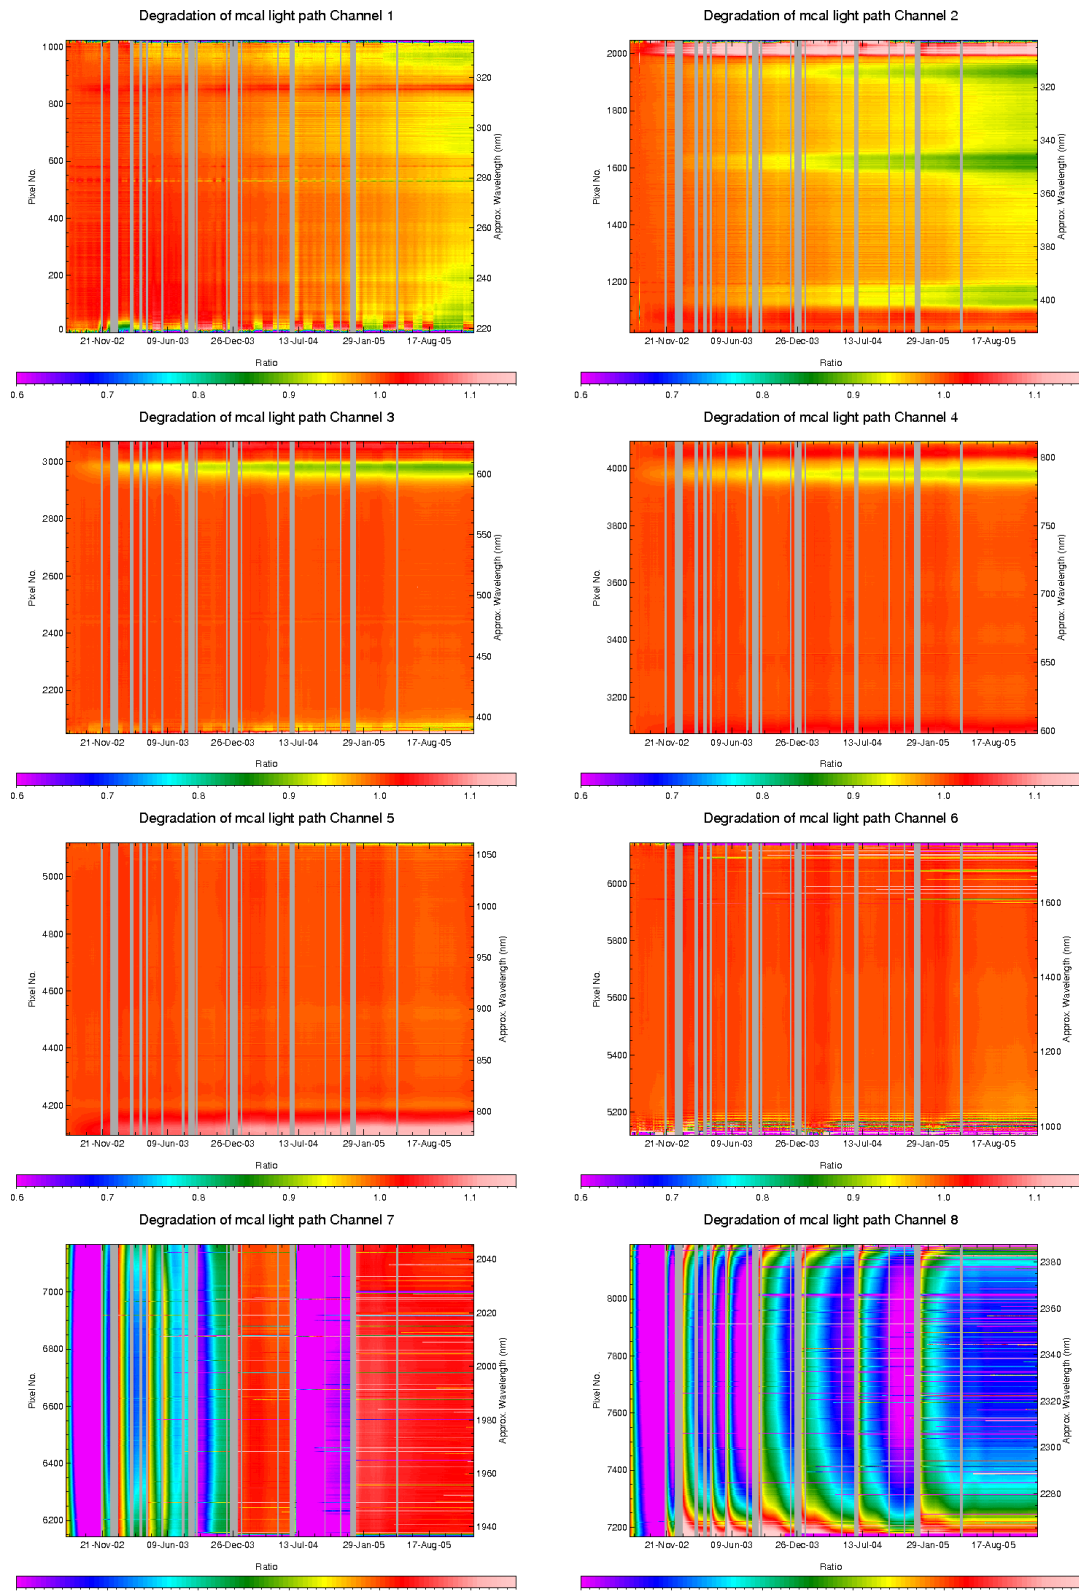 Degradation of mcal light path Channel 1
Pixel No.
1000
800
600
400
200
0
320
300
280
260
240
220
Approx. Wavelength (nm)
21-Nov-02 09-Jun-03 26-Dec-03 13-Jul-04 29-Jan-05 17-Aug-05
Ratio
0.6 0.7 0.8 0.9 1.0 1.1
Degradation of mcal light path Channel 2
Pixel No.
2000
1800
1600
1400
1200
320
340
360
380
400
Approx. Wavelength (nm)
21-Nov-02 09-Jun-03 26-Dec-03 13-Jul-04 29-Jan-05 17-Aug-05
Ratio
0.6 0.7 0.8 0.9 1.0 1.1
Degradation of mcal light path Channel 3
Pixel No.
3000
2800
2600
2400
2200
600
550
500
450
400
Approx. Wavelength (nm)
21-Nov-02 09-Jun-03 26-Dec-03 13-Jul-04 29-Jan-05 17-Aug-05
Ratio
0.6 0.7 0.8 0.9 1.0 1.1
Degradation of mcal light path Channel 4
Pixel No.
4000
3800
3600
3400
3200
800
750
700
650
600
Approx. Wavelength (nm)
21-Nov-02 09-Jun-03 26-Dec-03 13-Jul-04 29-Jan-05 17-Aug-05
Ratio
0.6 0.7 0.8 0.9 1.0 1.1
Degradation of mcal light path Channel 5
Pixel No.
5000
4800
4600
4400
4200
1050
1000
950
900
850
800
Approx. Wavelength (nm)
21-Nov-02 09-Jun-03 26-Dec-03 13-Jul-04 29-Jan-05 17-Aug-05
Ratio
0.6 0.7 0.8 0.9 1.0 1.1
Degradation of mcal light path Channel 6
Pixel No.
6000
5800
5600
5400
5200
1600
1400
1200
1000
Approx. Wavelength (nm)
21-Nov-02 09-Jun-03 26-Dec-03 13-Jul-04 29-Jan-05 17-Aug-05
Ratio
0.6 0.7 0.8 0.9 1.0 1.1
Degradation of mcal light path Channel 7
Pixel No.
7000
6800
6600
6400
6200
2040
2020
2000
1980
1960
1940
Approx. Wavelength (nm)
21-Nov-02 09-Jun-03 26-Dec-03 13-Jul-04 29-Jan-05 17-Aug-05
Ratio
Degradation of mcal light path Channel 8
Pixel No.
8000
7800
7600
7400
7200
2380
2360
2340
2320
2300
2280
Approx. Wavelength (nm)
21-Nov-02 09-Jun-03 26-Dec-03 13-Jul-04 29-Jan-05 17-Aug-05
Ratio